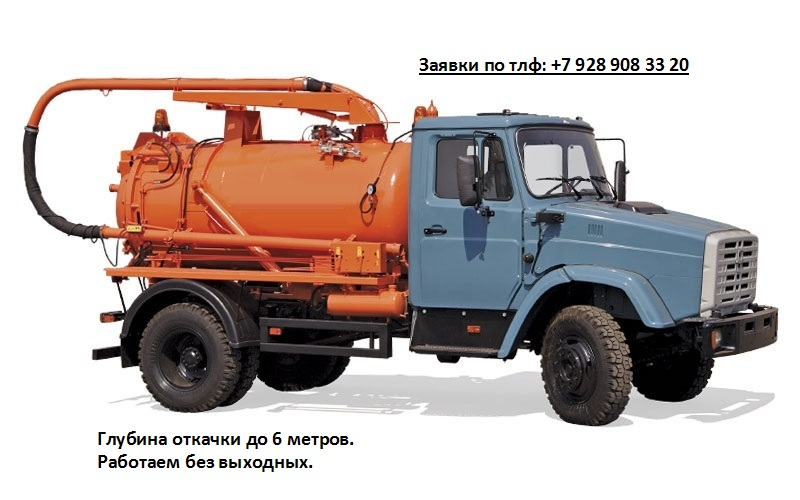 Заявки по тлф: +7 928 908 33 20
Глубина откачки до 6 метров.
Работаем без выходных.